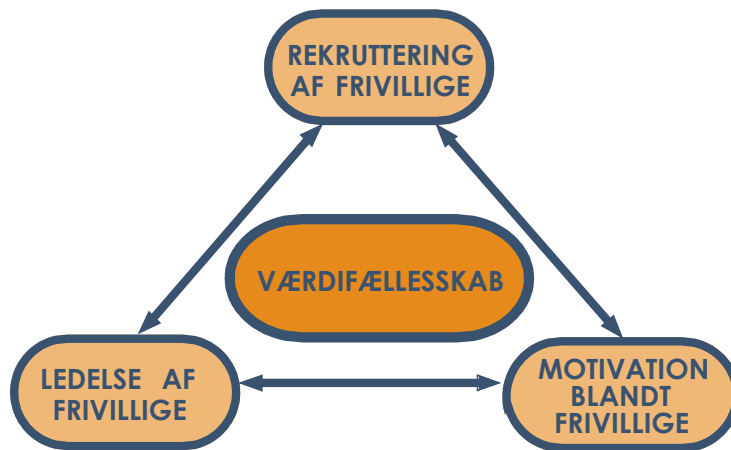 REKRUTTERING
AF FRIVILLIGE
VÆRDIFÆLLESSKAB
LEDELSE AF
FRIVILLIGE
MOTIVATION
BLANDT
FRIVILLIGE